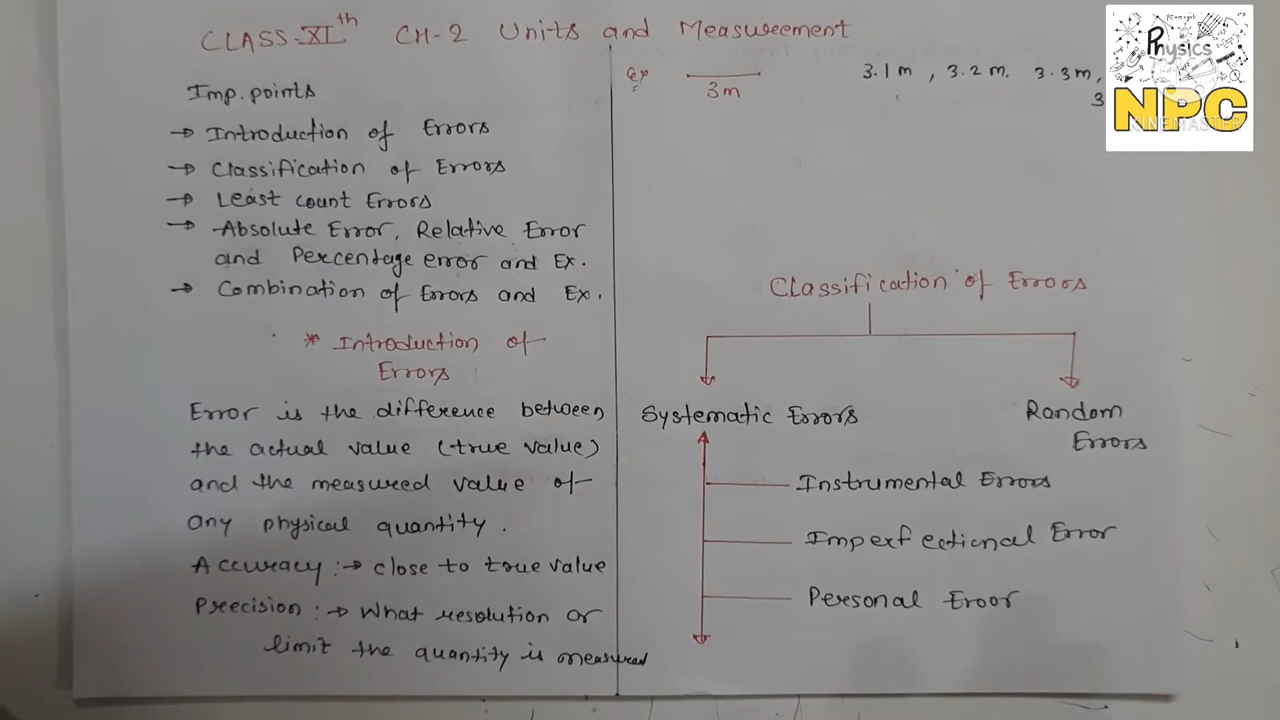 CLASS-XIth CH-2 Units and Measurement
Imp. points
→ Introduction of Errors
→ Classification of Errors
→ Least count Errors
→ Absolute Error, Relative Error
and Percentage error and Ex.
→ Combination of Errors and Ex.
* Introduction of
Errors
Error is the difference between
the actual value (true value)
and the measured value of
any physical quantity.
Accuracy :→ close to true value
Precision :→ What resolution or
limit the quantity is measured
Ex
3m
3.1m, 3.2m. 3.3m,
3
Classification of Errors
Systematic Errors
Random
Errors
Instrumental Errors
Imperfectional Error
Personal Error
Physics
NPC
KINEMASTER